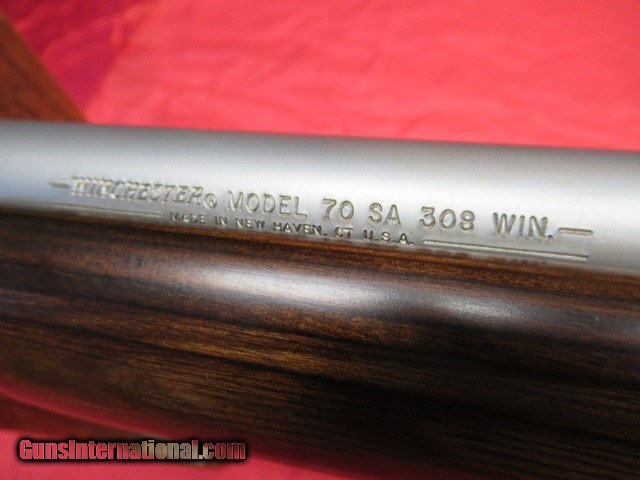 —WINCHESTER® MODEL 70 SA 308 WIN.—
MADE IN NEW HAVEN, CT U.S.A.
GunsInternational.com